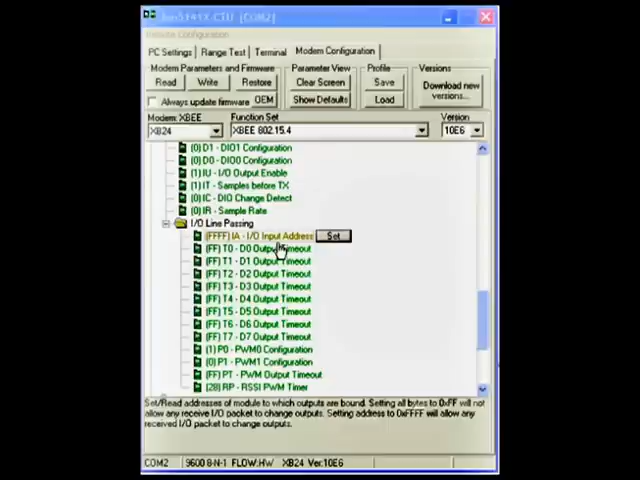 X-CTU [COM2]
Remote Configuration
PC Settings Range Test Terminal Modem Configuration
Modem Parameters and Firmware Parameter View Profile Versions
Read Write Restore Clear Screen Save Download new versions...
Always update firmware OEM Show Defaults Load
Modem: XBEE Function Set Version
XB24 XBEE 802.15.4 10E6
(0) D1 - DIO1 Configuration
(0) D0 - DIO0 Configuration
(1) IU - I/O Output Enable
(1) IT - Samples before TX
(0) IC - DIO Change Detect
(0) IR - Sample Rate
I/O Line Passing
(FFFF) IA - I/O Input Address Set
(FF) T0 - D0 Output Timeout
(FF) T1 - D1 Output Timeout
(FF) T2 - D2 Output Timeout
(FF) T3 - D3 Output Timeout
(FF) T4 - D4 Output Timeout
(FF) T5 - D5 Output Timeout
(FF) T6 - D6 Output Timeout
(FF) T7 - D7 Output Timeout
(1) P0 - PWM0 Configuration
(0) P1 - PWM1 Configuration
(FF) PT - PWM Output Timeout
(28) RP - RSSI PWM Timer
Set/Read addresses of module to which outputs are bound. Setting all bytes to 0xFF will not
allow any receive I/O packet to change outputs. Setting address to 0xFFFF will allow any
received I/O packet to change outputs.
COM2 9600 8-N-1 FLOW:HW XB24 Ver:10E6